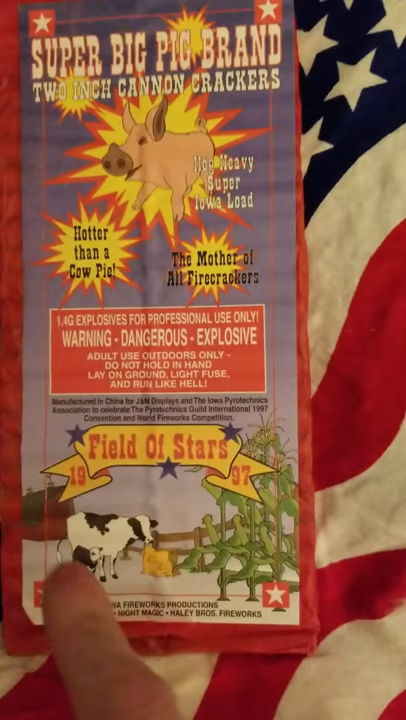 SUPER BIG PIG BRAND
TWO INCH CANNON CRACKERS
Hog Heavy
Super
Iowa Load
Hotter
than a
Cow Pie!
The Mother of
All Firecrackers
1.4G EXPLOSIVES FOR PROFESSIONAL USE ONLY!
WARNING - DANGEROUS - EXPLOSIVE
ADULT USE OUTDOORS ONLY -
DO NOT HOLD IN HAND
LAY ON GROUND, LIGHT FUSE,
AND RUN LIKE HELL!
Manufactured in China for J&M Displays and The Iowa Pyrotechnics
Association to celebrate The Pyrotechnics Guild International 1997
Convention and World Fireworks Competition.
Field Of Stars
19 97
FIREWORKS PRODUCTIONS
• NIGHT MAGIC • HALEY BROS. FIREWORKS